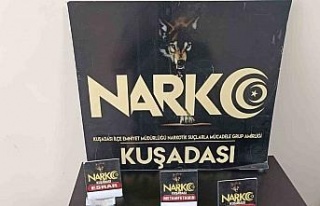 NARKO
KUŞADASI İLÇE EMNİYET MÜDÜRLÜĞÜ NARKOTİK SUÇLARLA MÜCADELE GRUP AMİRLİĞİ
KUŞADASI
NARKO NARKO NARKO
ESRAR METAMFETAMİN